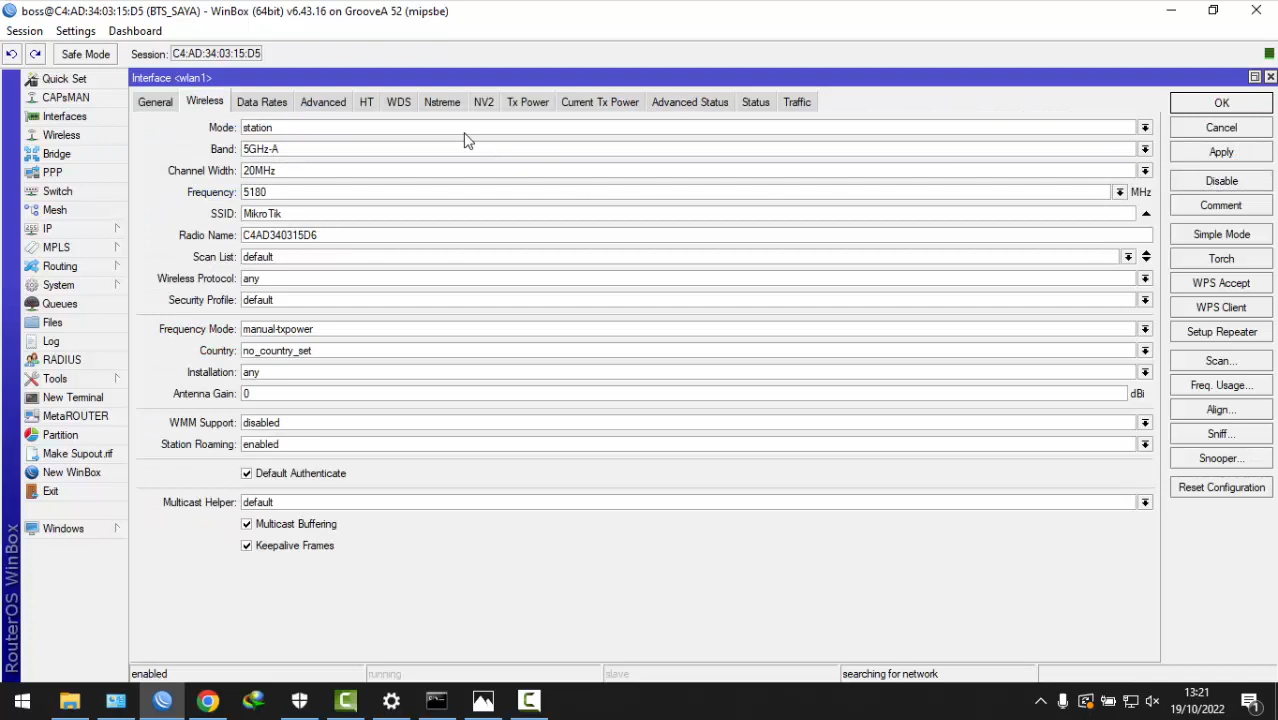 boss@C4:AD:34:03:15:D5 (BTS_SAYA) - WinBox (64bit) v6.43.16 on GrooveA 52 (mipsbe)
Session Settings Dashboard
Safe Mode Session: C4:AD:34:03:15:D5
Quick Set
CAPsMAN
Interfaces
Wireless
Bridge
PPP
Switch
Mesh
IP
MPLS
Routing
System
Queues
Files
Log
RADIUS
Tools
New Terminal
MetaROUTER
Partition
Make Supout.rif
New WinBox
Exit
Windows
RouterOS WinBox
Interface <wlan1>
General Wireless Data Rates Advanced HT WDS Nstreme NV2 Tx Power Current Tx Power Advanced Status Status Traffic
Mode: station
Band: 5GHz-A
Channel Width: 20MHz
Frequency: 5180 MHz
SSID: MikroTik
Radio Name: C4AD340315D6
Scan List: default
Wireless Protocol: any
Security Profile: default
Frequency Mode: manual-txpower
Country: no_country_set
Installation: any
Antenna Gain: 0 dBi
WMM Support: disabled
Station Roaming: enabled
Default Authenticate
Multicast Helper: default
Multicast Buffering
Keepalive Frames
OK
Cancel
Apply
Disable
Comment
Simple Mode
Torch
WPS Accept
WPS Client
Setup Repeater
Scan...
Freq. Usage...
Align...
Sniff...
Snooper...
Reset Configuration
enabled running slave searching for network
13:21
19/10/2022
1